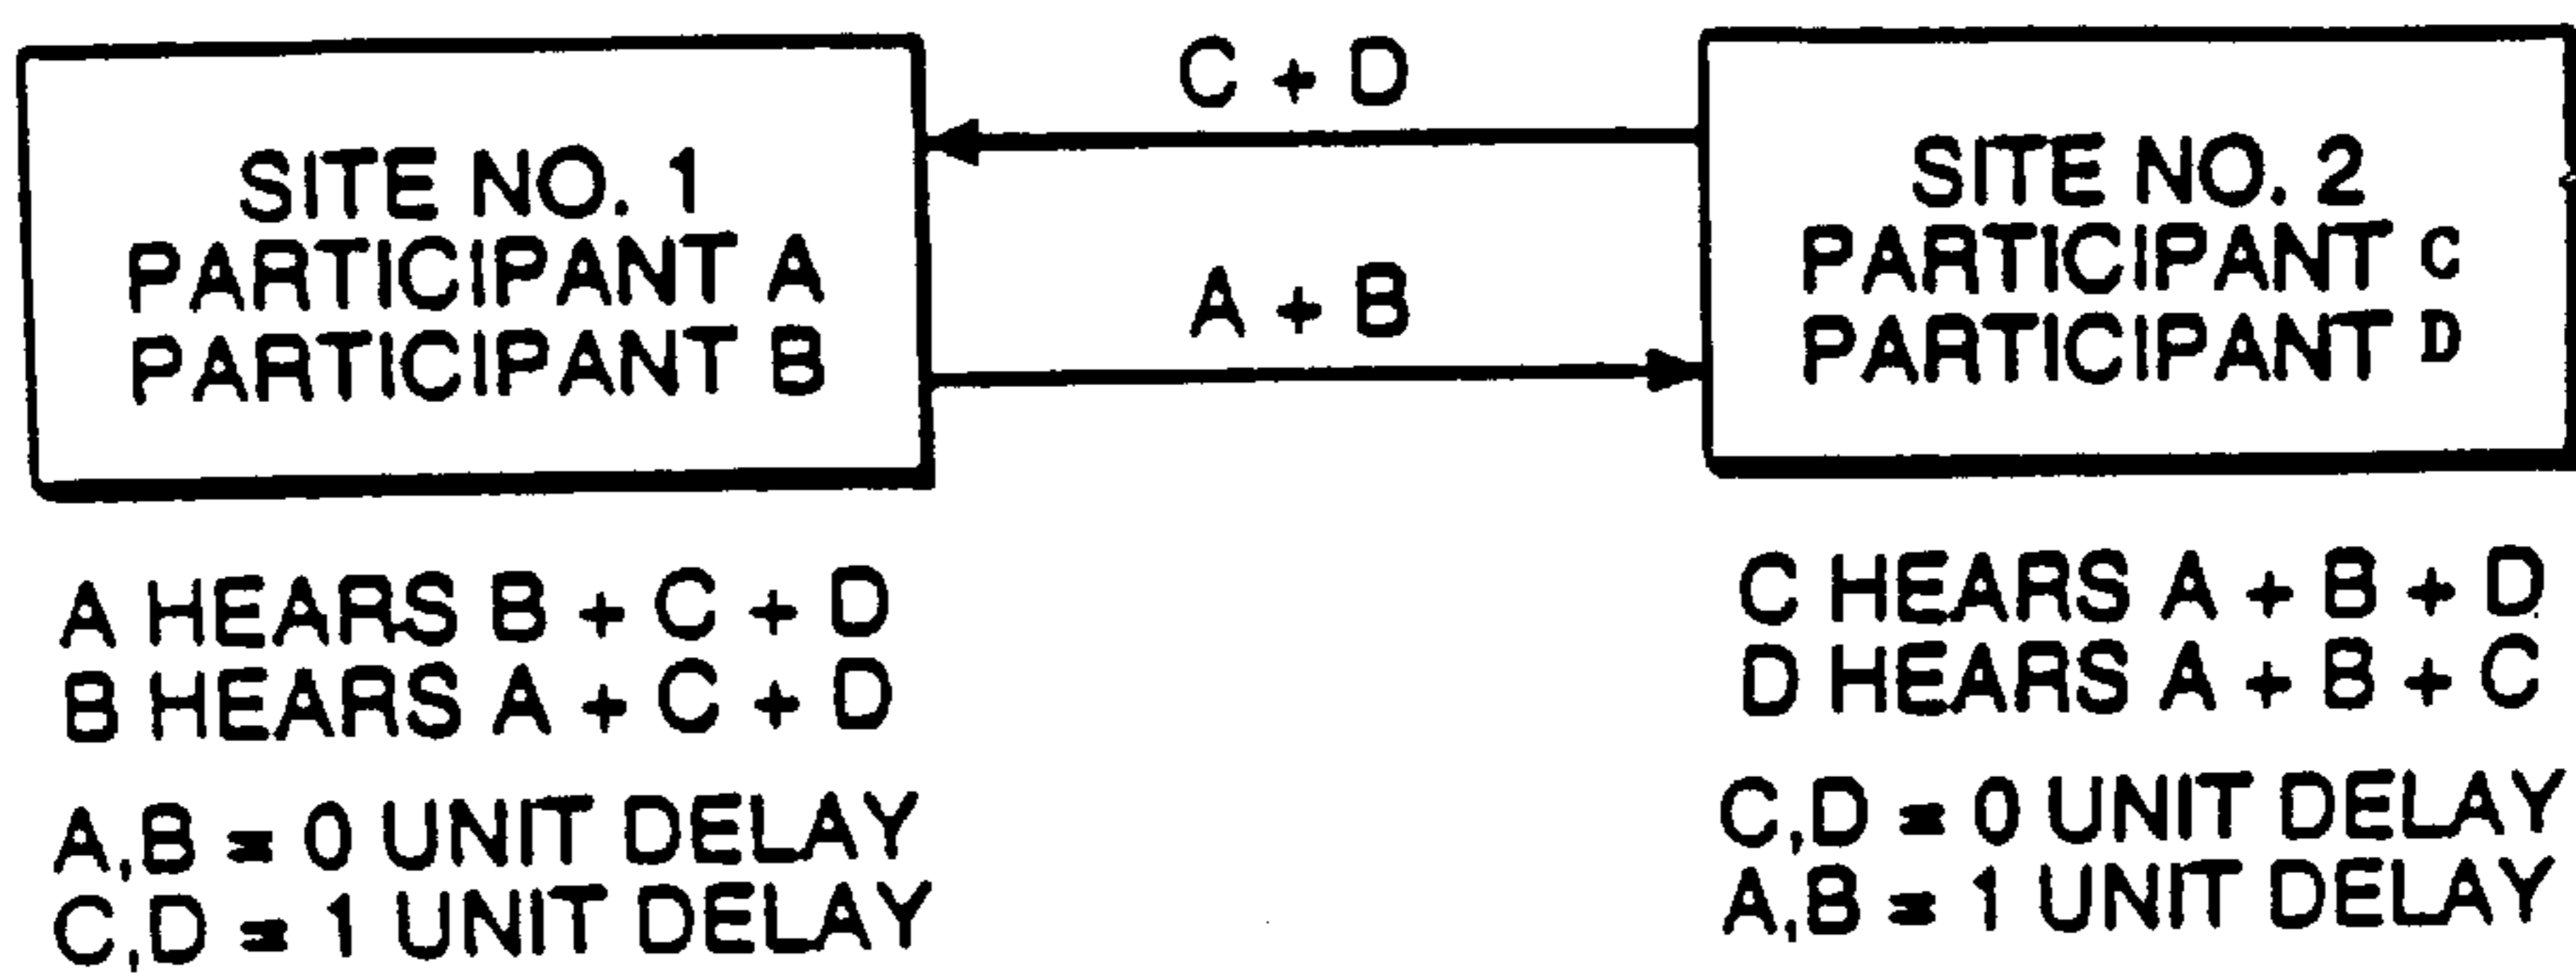 SITE NO. 1
PARTICIPANT A
PARTICIPANT B
C + D
A + B
SITE NO. 2
PARTICIPANT C
PARTICIPANT D
A HEARS B + C + D
B HEARS A + C + D
A,B = 0 UNIT DELAY
C,D = 1 UNIT DELAY
C HEARS A + B + D
D HEARS A + B + C
C,D = 0 UNIT DELAY
A,B = 1 UNIT DELAY